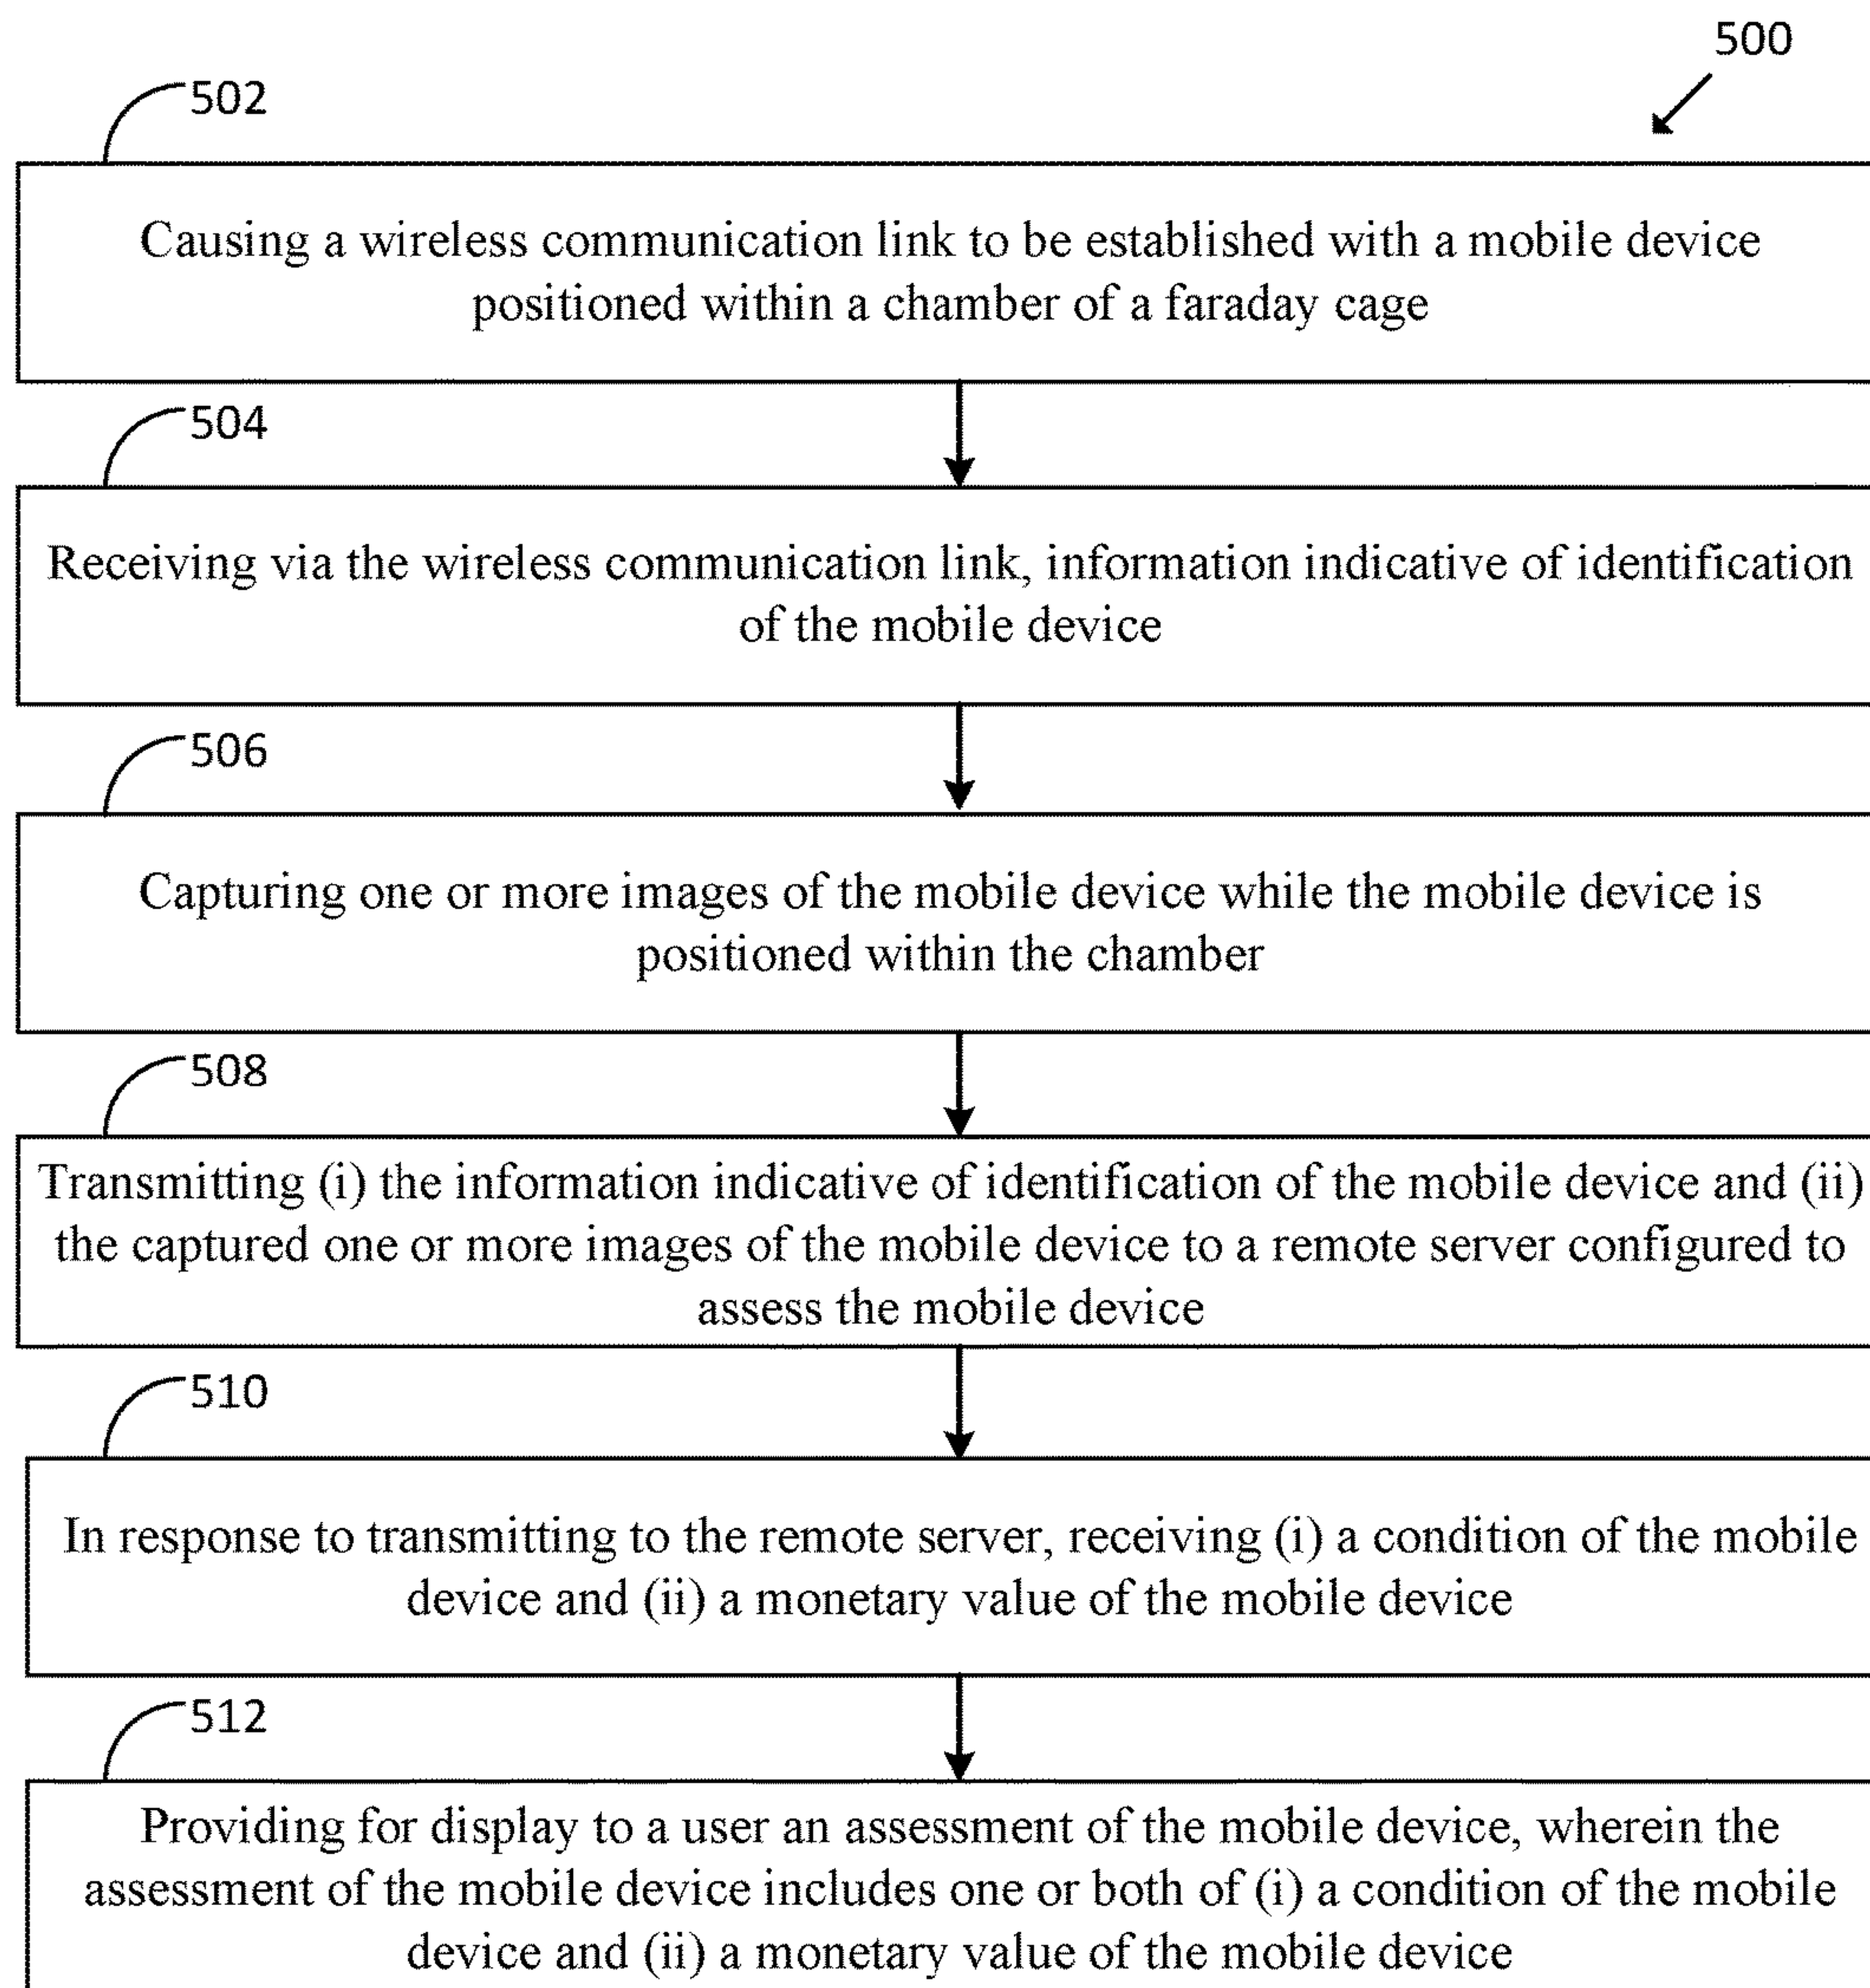 500
502
Causing a wireless communication link to be established with a mobile device
positioned within a chamber of a faraday cage
504
Receiving via the wireless communication link, information indicative of identification
of the mobile device
506
Capturing one or more images of the mobile device while the mobile device is
positioned within the chamber
508
Transmitting (i) the information indicative of identification of the mobile device and (ii)
the captured one or more images of the mobile device to a remote server configured to
assess the mobile device
510
In response to transmitting to the remote server, receiving (i) a condition of the mobile
device and (ii) a monetary value of the mobile device
512
Providing for display to a user an assessment of the mobile device, wherein the
assessment of the mobile device includes one or both of (i) a condition of the mobile
device and (ii) a monetary value of the mobile device